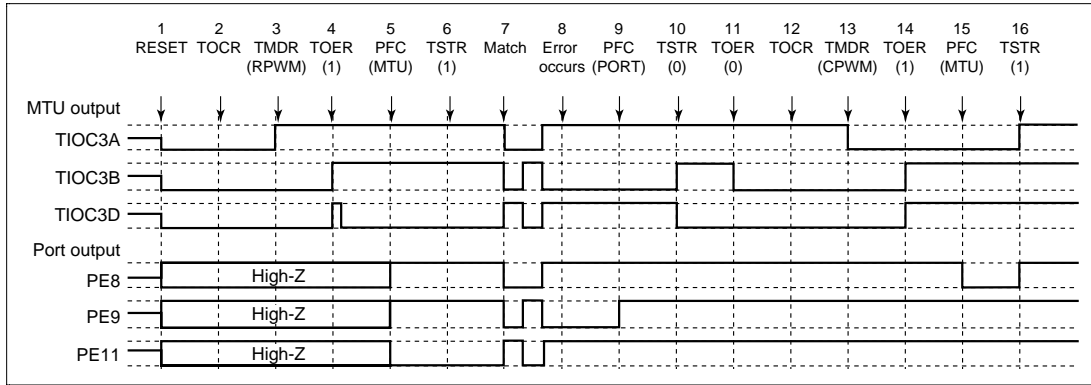 1 2 3 4 5 6 7 8 9 10 11 12 13 14 15 16
RESET TOCR TMDR TOER PFC TSTR Match Error PFC TSTR TOER TOCR TMDR TOER PFC TSTR
(RPWM) (1) (MTU) (1) occurs (PORT) (0) (0) (CPWM) (1) (MTU) (1)
MTU output
TIOC3A
TIOC3B
TIOC3D
Port output
PE8 High-Z
PE9 High-Z
PE11 High-Z